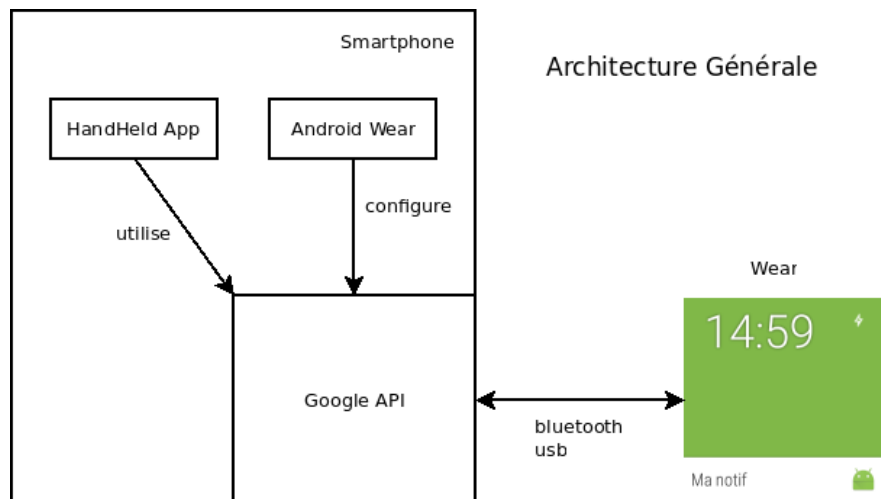 Smartphone
Architecture Générale
HandHeld App
Android Wear
utilise
configure
Wear
14:59
Google API
bluetooth
usb
Ma notif